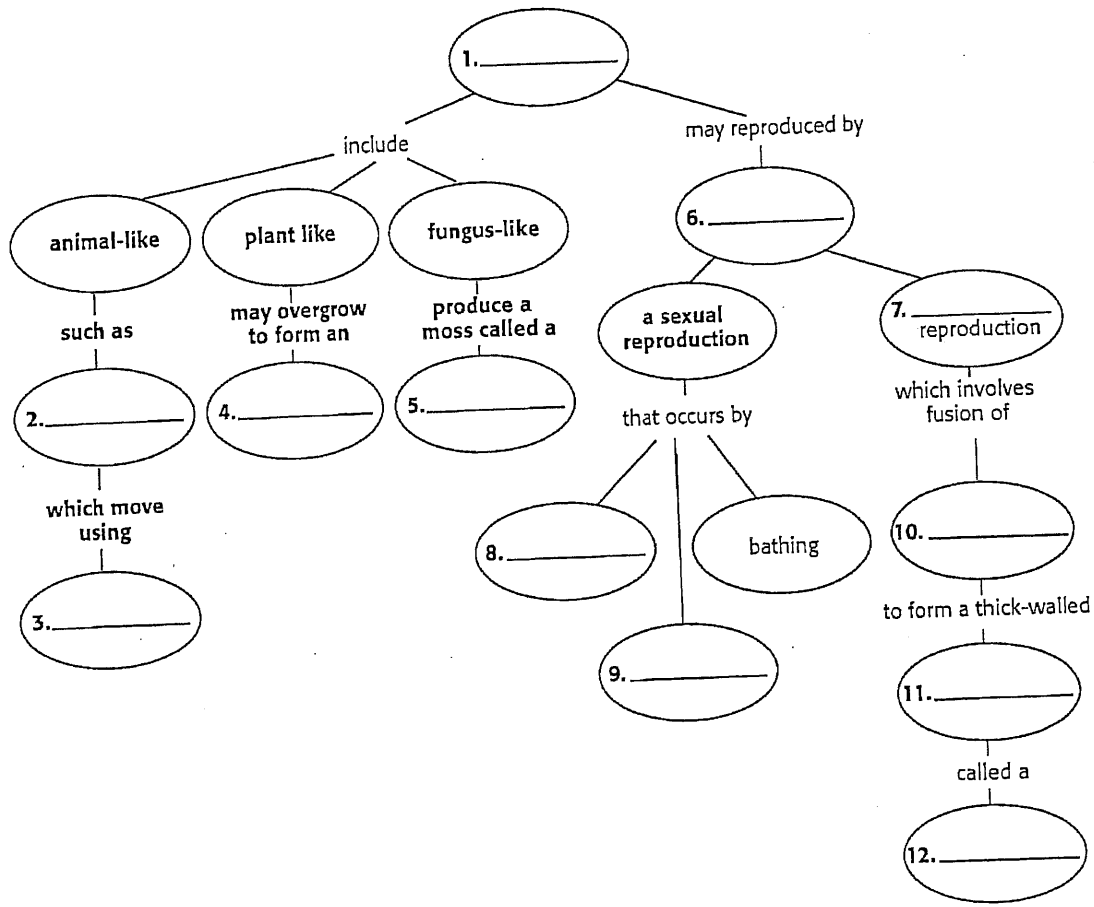 1.
include
may reproduced by
animal-like
plant like
fungus-like
6.
such as
may overgrow
to form an
produce a
moss called a
a sexual
reproduction
7.
reproduction
2.
4.
5.
that occurs by
which involves
fusion of
which move
using
8.
bathing
10.
3.
to form a thick-walled
9.
11.
called a
12.